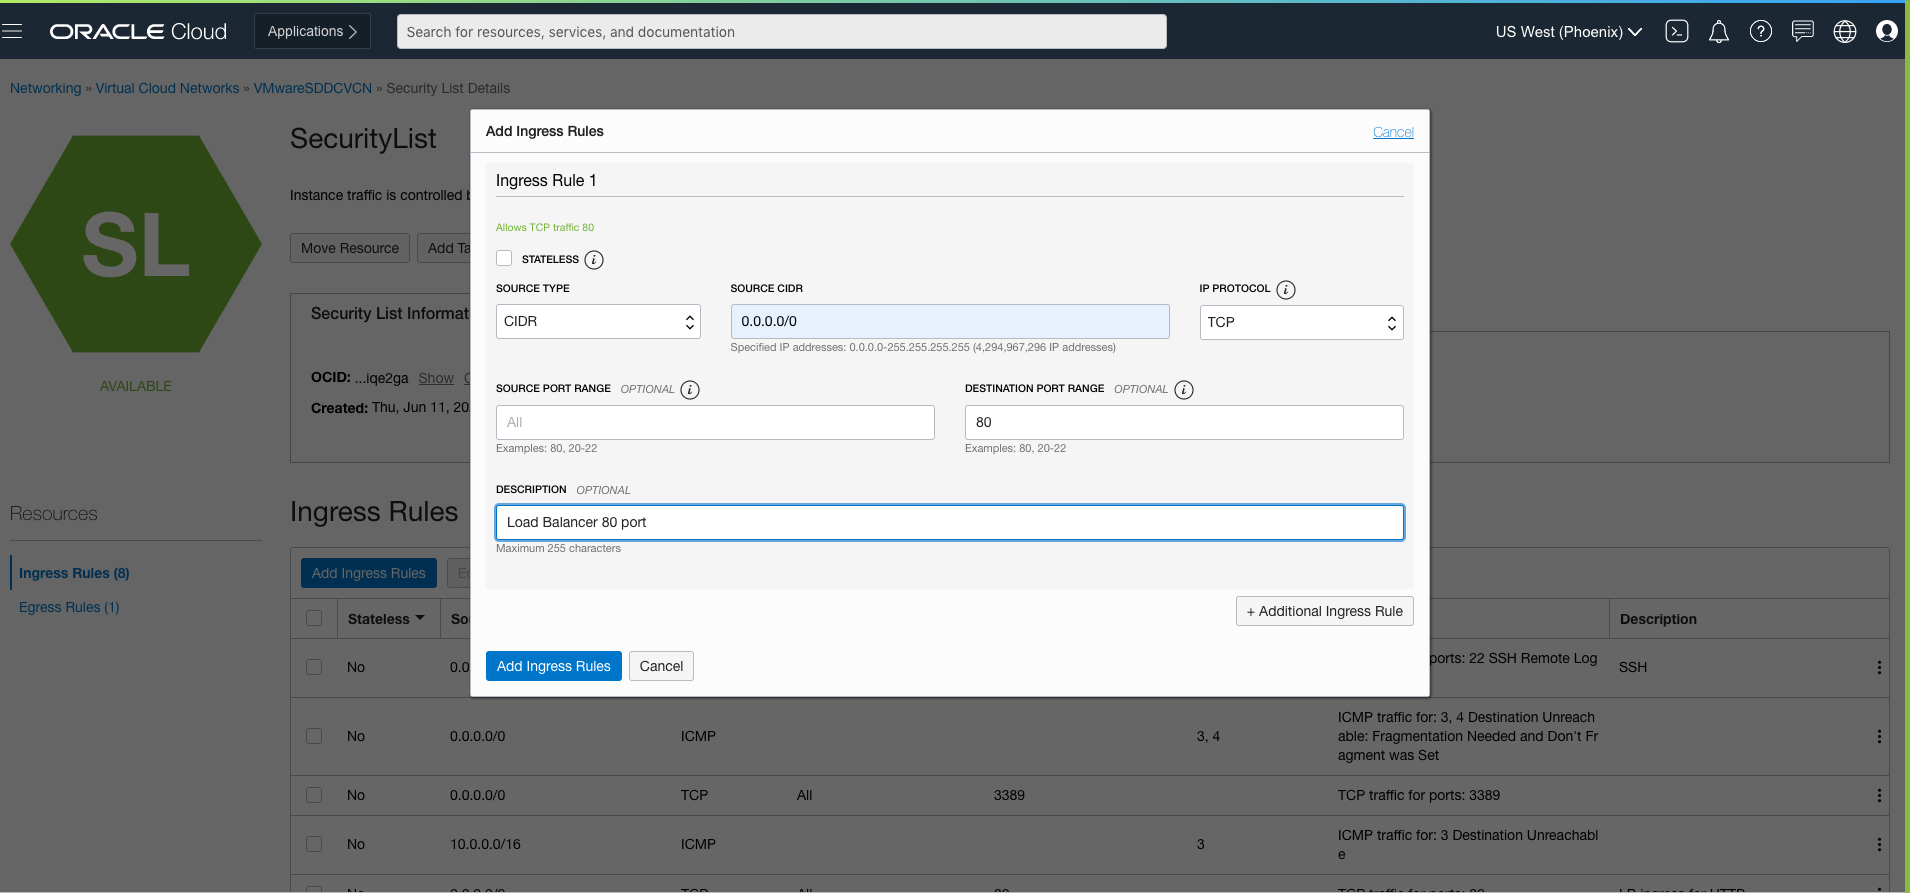 ORACLE Cloud
Applications
Search for resources, services, and documentation
US West (Phoenix)
Networking » Virtual Cloud Networks » VMwareSDDCVCN » Security List Details
SL
AVAILABLE
SecurityList
Instance traffic is controlled
Move Resource
Add Ta
Security List Informat
OCID: ...iqe2ga Show
Created: Thu, Jun 11, 20
Resources
Ingress Rules (8)
Egress Rules (1)
Ingress Rules
Add Ingress Rules
Add Ingress Rules
Cancel
Ingress Rule 1
Allows TCP traffic 80
STATELESS
SOURCE TYPE
CIDR
SOURCE CIDR
0.0.0.0/0
Specified IP addresses: 0.0.0.0-255.255.255.255 (4,294,967,296 IP addresses)
IP PROTOCOL
TCP
SOURCE PORT RANGE OPTIONAL
All
Examples: 80, 20-22
DESTINATION PORT RANGE OPTIONAL
80
Examples: 80, 20-22
DESCRIPTION OPTIONAL
Load Balancer 80 port
Maximum 255 characters
+ Additional Ingress Rule
Add Ingress Rules
Cancel
Stateless
So
Description
No
0.0
ports: 22 SSH Remote Log
SSH
No
0.0.0.0/0
ICMP
3, 4
ICMP traffic for: 3, 4 Destination Unreach
able: Fragmentation Needed and Don't Fr
agment was Set
No
0.0.0.0/0
TCP
All
3389
TCP traffic for ports: 3389
No
10.0.0.0/16
ICMP
3
ICMP traffic for: 3 Destination Unreachabl
e